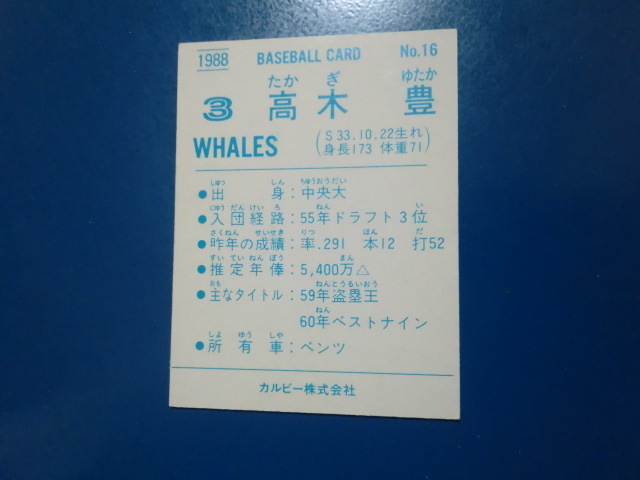 1988 BASEBALL CARD No.16
たか ぎ ゆたか
3 高木 豊
WHALES (S33.10.22生れ
身長173 体重71)
しゅつ しん ちゅうおうだい
●出身：中央大
にゅう だん けい ろ ねん い
●入団経路：55年ドラフト3位
さくねん せいせき りつ ほん だ
●昨年の成績：率.291 本12 打52
すい てい ねん ぽう まん
●推定年俸：5,400万△
おも ねんとうるいおう
●主なタイトル：59年盗塁王
ねん
60年ベストナイン
しょ ゆう しゃ
●所有車：ベンツ
カルビー株式会社